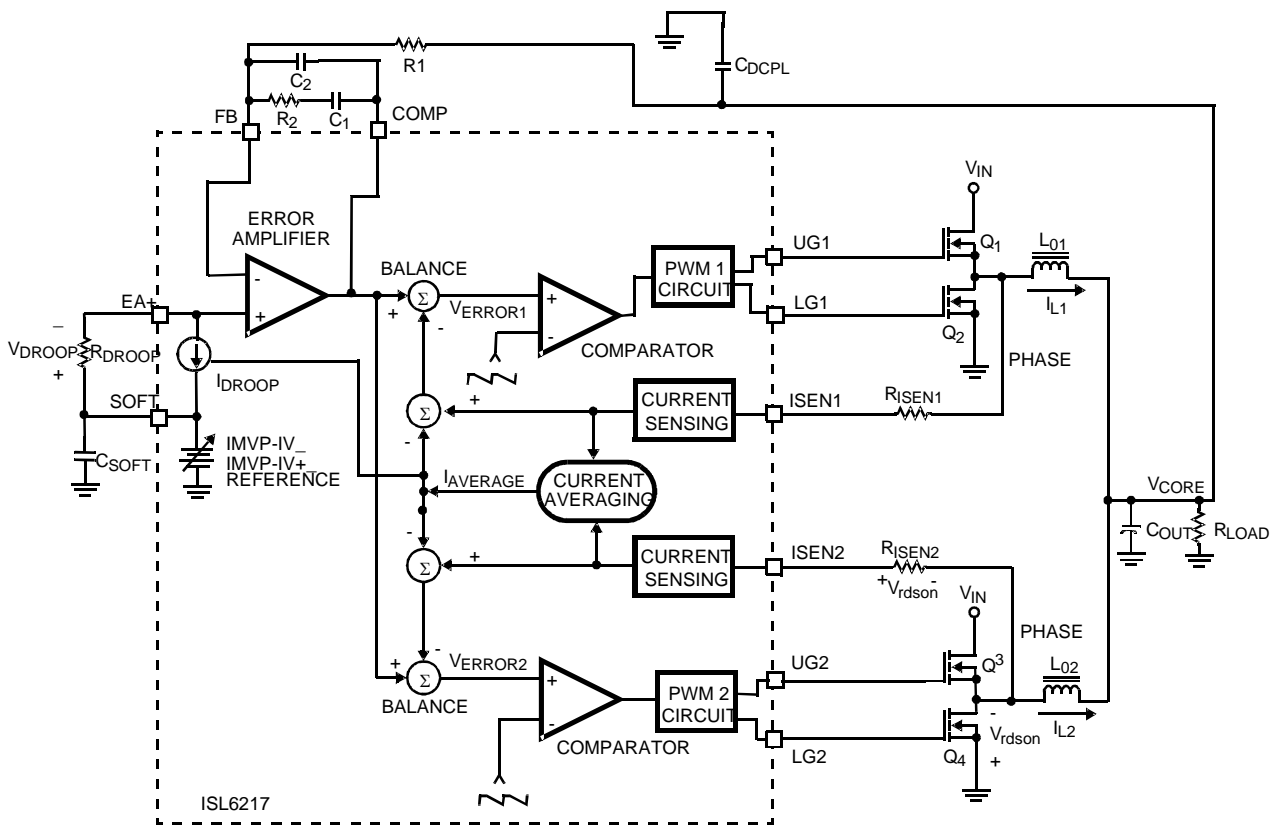 R1
C2
R2
C1
CDCPL
FB
COMP
VIN
ERROR
AMPLIFIER
-
+
BALANCE
Σ
+
-
VERROR1
+
-
COMPARATOR
PWM 1
CIRCUIT
UG1
LG1
Q1
Q2
L01
IL1
PHASE
EA+
–
VDROOP
+
RDROOP
IDROOP
SOFT
CSOFT
IMVP-IV_
IMVP-IV+_
REFERENCE
Σ
+
-
CURRENT
SENSING
ISEN1
RISEN1
IAVERAGE
CURRENT
AVERAGING
VCORE
COUT
RLOAD
-
Σ
+
CURRENT
SENSING
ISEN2
RISEN2
+
Vrdson
-
VIN
PHASE
-
+
Σ
BALANCE
VERROR2
+
-
COMPARATOR
PWM 2
CIRCUIT
UG2
LG2
Q3
Q4
L02
IL2
-
Vrdson
+
ISL6217